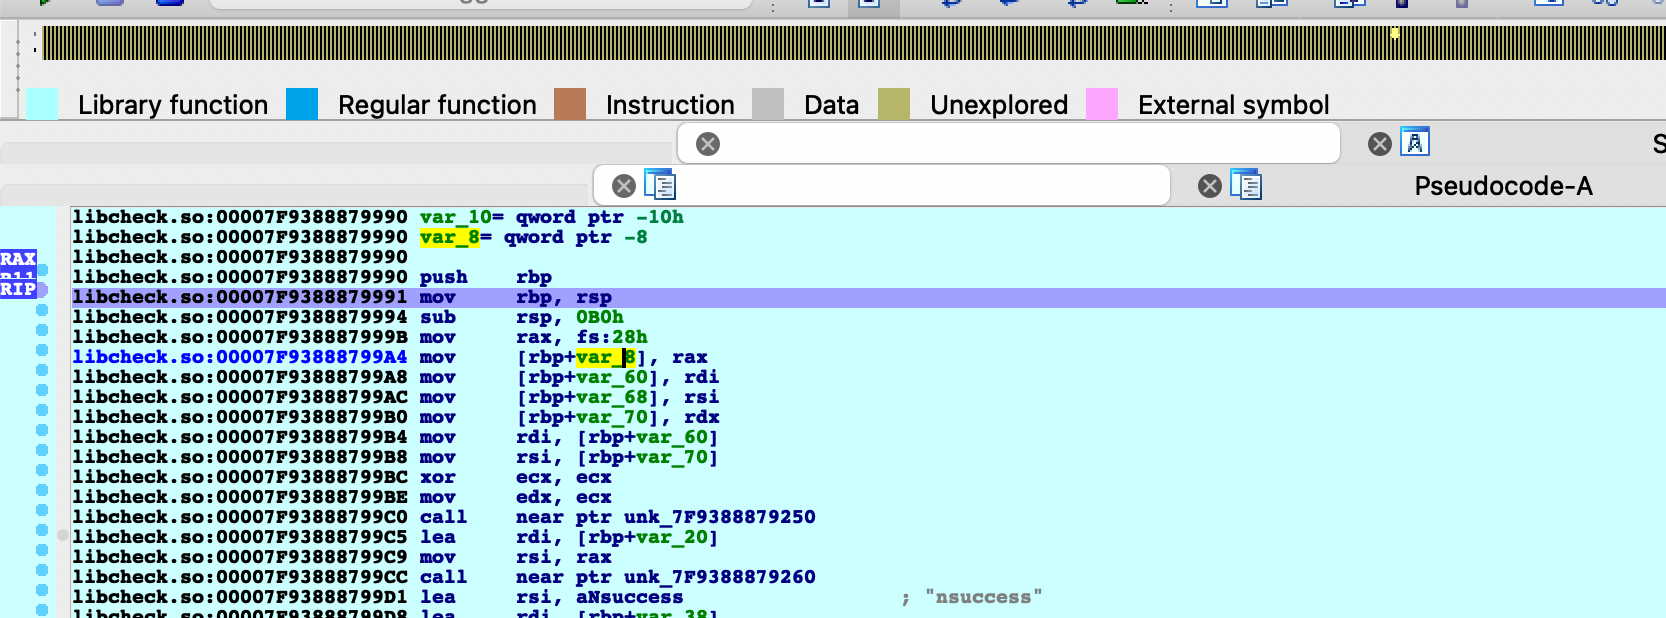 Library function Regular function Instruction Data Unexplored External symbol
Pseudocode-A
libcheck.so:00007F9388879990 var_10= qword ptr -10h
libcheck.so:00007F9388879990 var_8= qword ptr -8
libcheck.so:00007F9388879990
RAX
libcheck.so:00007F9388879990 push rbp
RIP
libcheck.so:00007F9388879991 mov rbp, rsp
libcheck.so:00007F9388879994 sub rsp, 0B0h
libcheck.so:00007F938887999B mov rax, fs:28h
libcheck.so:00007F93888799A4 mov [rbp+var_8], rax
libcheck.so:00007F93888799A8 mov [rbp+var_60], rdi
libcheck.so:00007F93888799AC mov [rbp+var_68], rsi
libcheck.so:00007F93888799B0 mov [rbp+var_70], rdx
libcheck.so:00007F93888799B4 mov rdi, [rbp+var_60]
libcheck.so:00007F93888799B8 mov rsi, [rbp+var_70]
libcheck.so:00007F93888799BC xor ecx, ecx
libcheck.so:00007F93888799BE mov edx, ecx
libcheck.so:00007F93888799C0 call near ptr unk_7F9388879250
libcheck.so:00007F93888799C5 lea rdi, [rbp+var_20]
libcheck.so:00007F93888799C9 mov rsi, rax
libcheck.so:00007F93888799CC call near ptr unk_7F9388879260
libcheck.so:00007F93888799D1 lea rsi, aNsuccess ; "nsuccess"
libcheck.so:00007F93888799D8 lea rdi, [rbp+var_38]